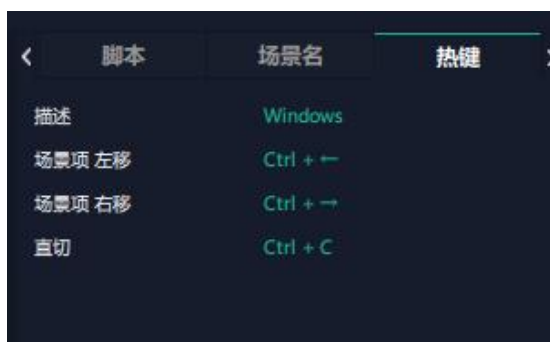 脚本 场景名 热键
描述 Windows
场景项 左移 Ctrl + ←
场景项 右移 Ctrl + →
直切 Ctrl + C